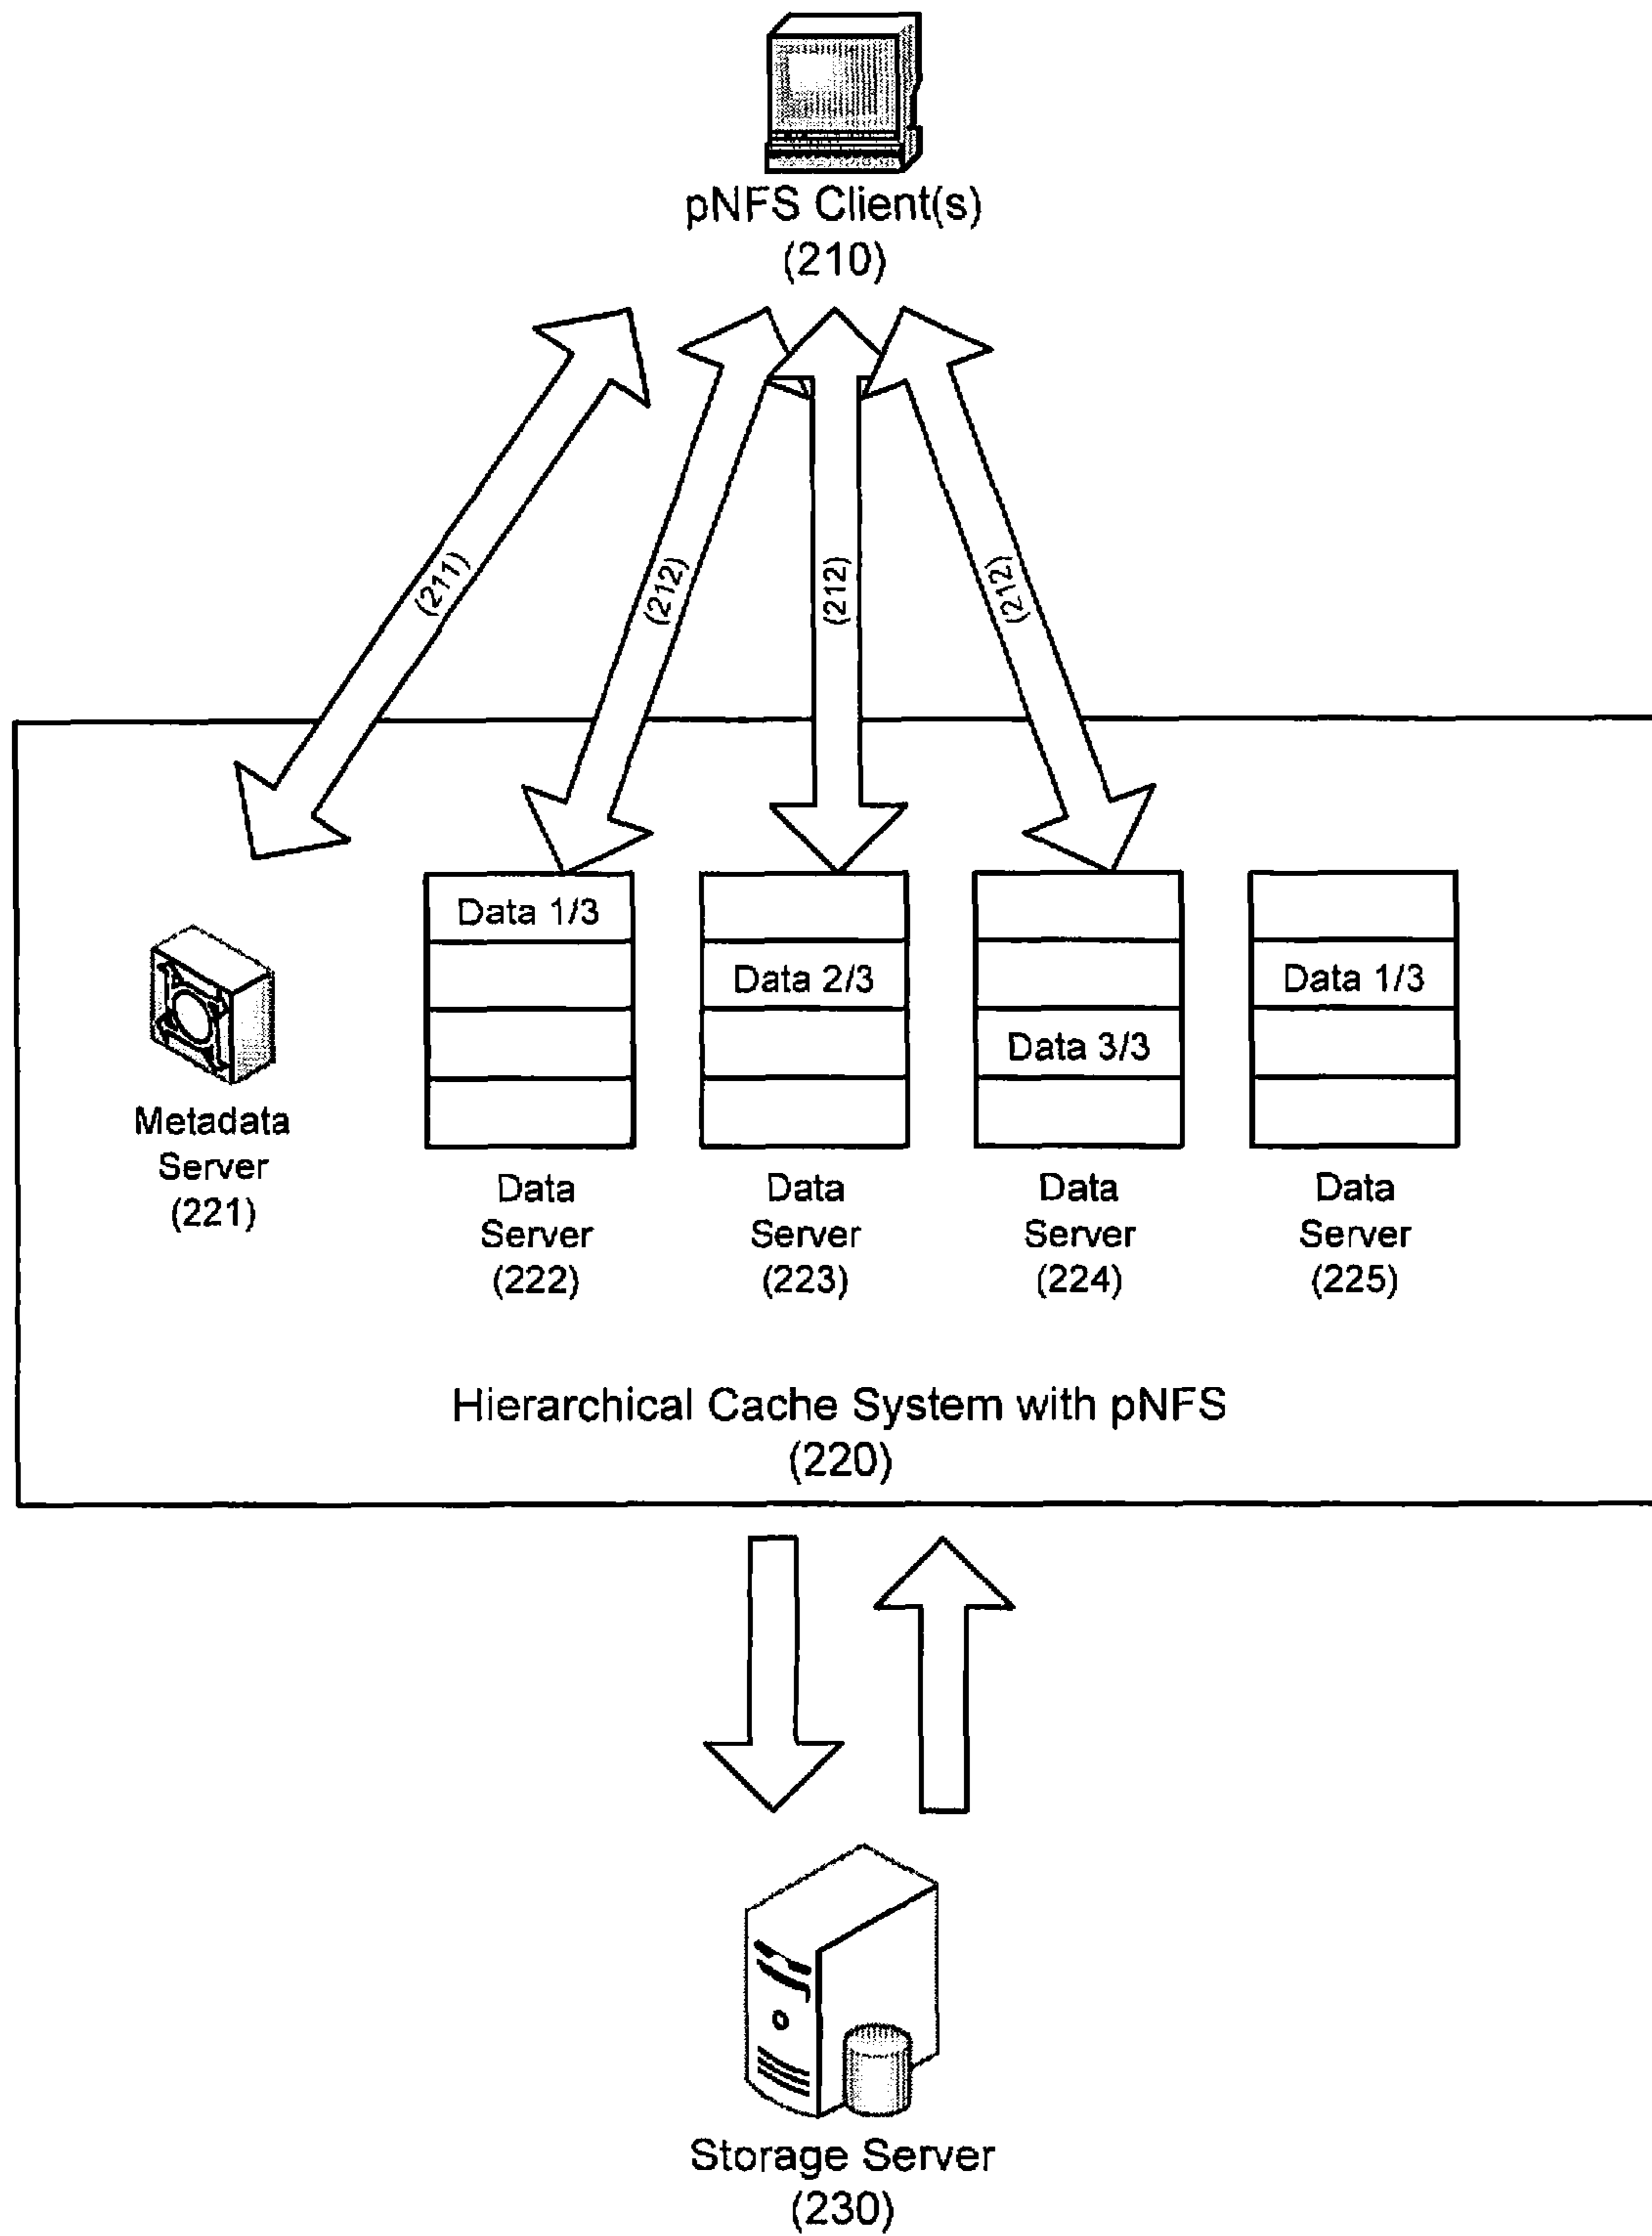 pNFS Client(s)
(210)
(211)
(212)
(212)
(212)
Data 1/3
Data 2/3
Data 1/3
Data 3/3
Metadata
Server
(221)
Data
Server
(222)
Data
Server
(223)
Data
Server
(224)
Data
Server
(225)
Hierarchical Cache System with pNFS
(220)
Storage Server
(230)